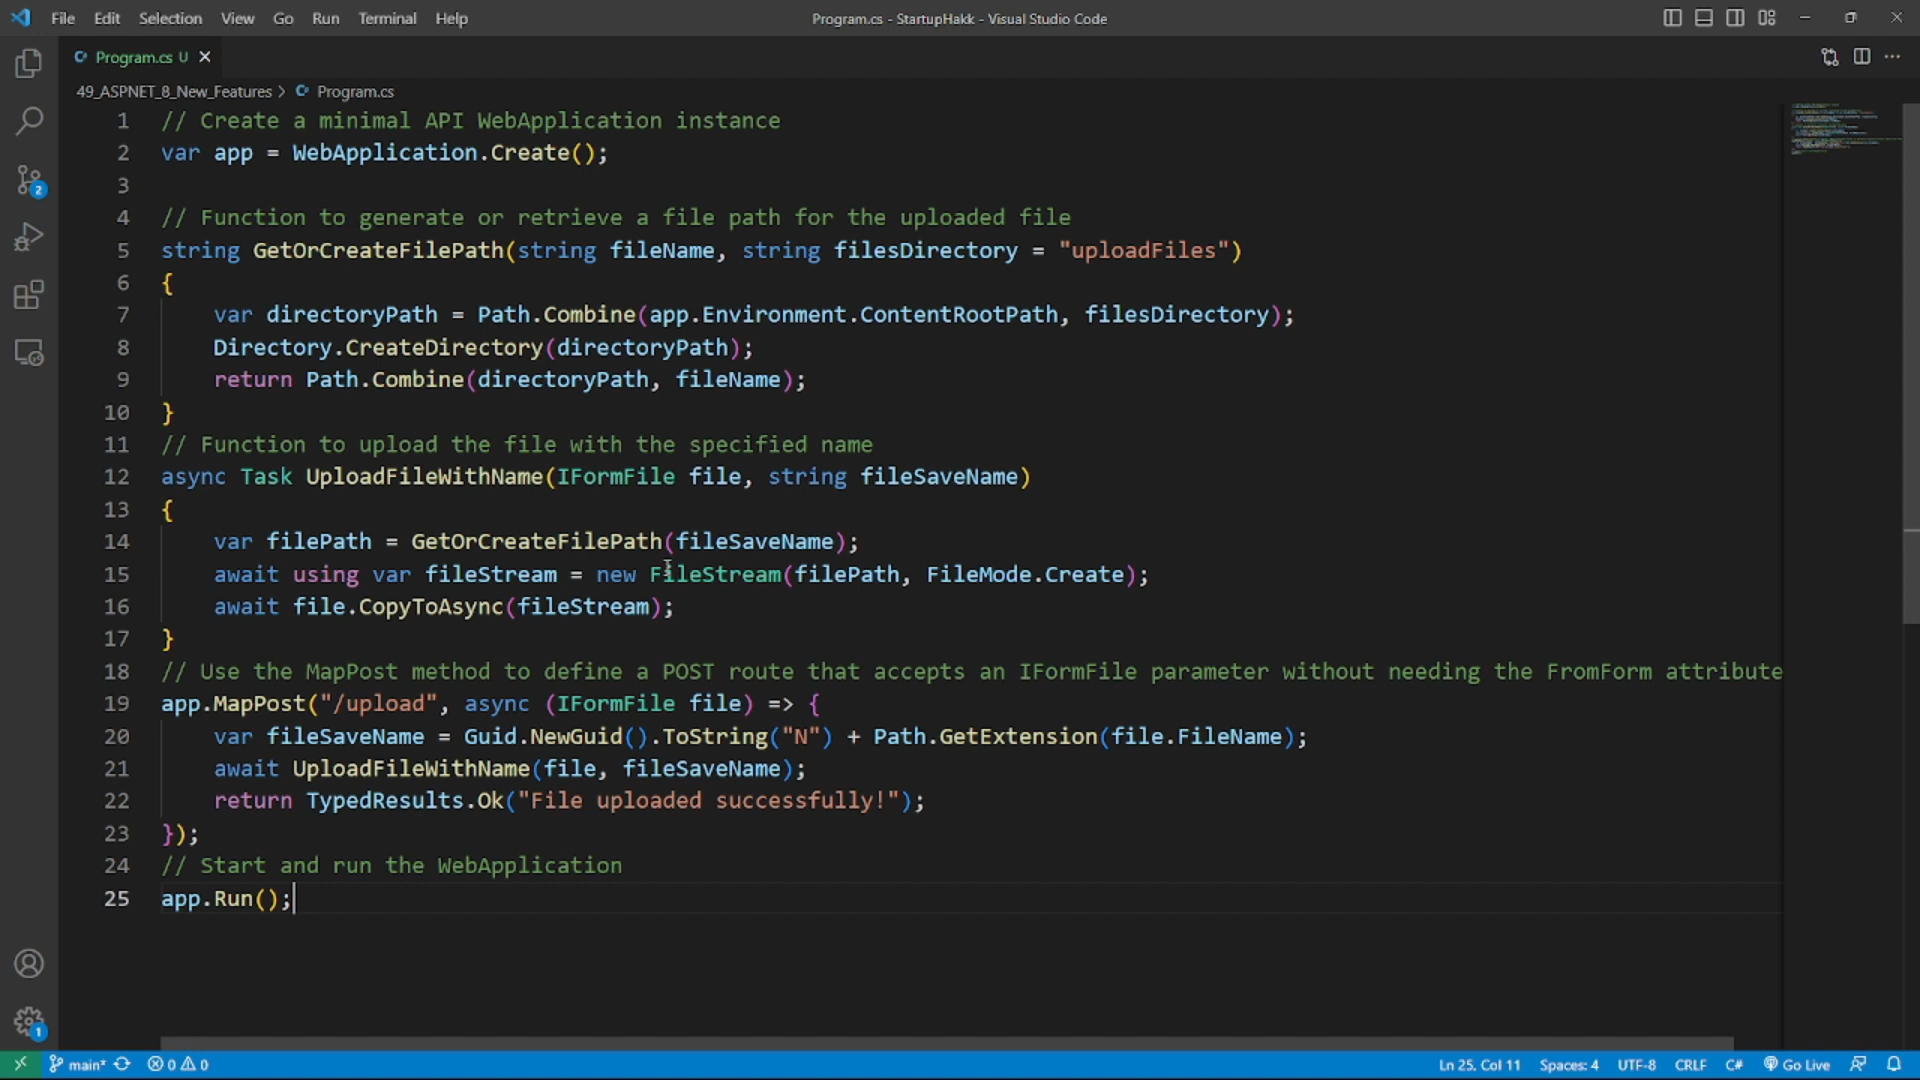 File Edit Selection View Go Run Terminal Help Program.cs - StartupHakk - Visual Studio Code
Program.cs U
49_ASPNET_8_New_Features > Program.cs
1 // Create a minimal API WebApplication instance
2 var app = WebApplication.Create();
3
4 // Function to generate or retrieve a file path for the uploaded file
5 string GetOrCreateFilePath(string fileName, string filesDirectory = "uploadFiles")
6 {
7 var directoryPath = Path.Combine(app.Environment.ContentRootPath, filesDirectory);
8 Directory.CreateDirectory(directoryPath);
9 return Path.Combine(directoryPath, fileName);
10 }
11 // Function to upload the file with the specified name
12 async Task UploadFileWithName(IFormFile file, string fileSaveName)
13 {
14 var filePath = GetOrCreateFilePath(fileSaveName);
15 await using var fileStream = new FileStream(filePath, FileMode.Create);
16 await file.CopyToAsync(fileStream);
17 }
18 // Use the MapPost method to define a POST route that accepts an IFormFile parameter without needing the FromForm attribute
19 app.MapPost("/upload", async (IFormFile file) => {
20 var fileSaveName = Guid.NewGuid().ToString("N") + Path.GetExtension(file.FileName);
21 await UploadFileWithName(file, fileSaveName);
22 return TypedResults.Ok("File uploaded successfully!");
23 });
24 // Start and run the WebApplication
25 app.Run();
2
1
main* 0 0 Ln 25, Col 11 Spaces: 4 UTF-8 CRLF C# Go Live